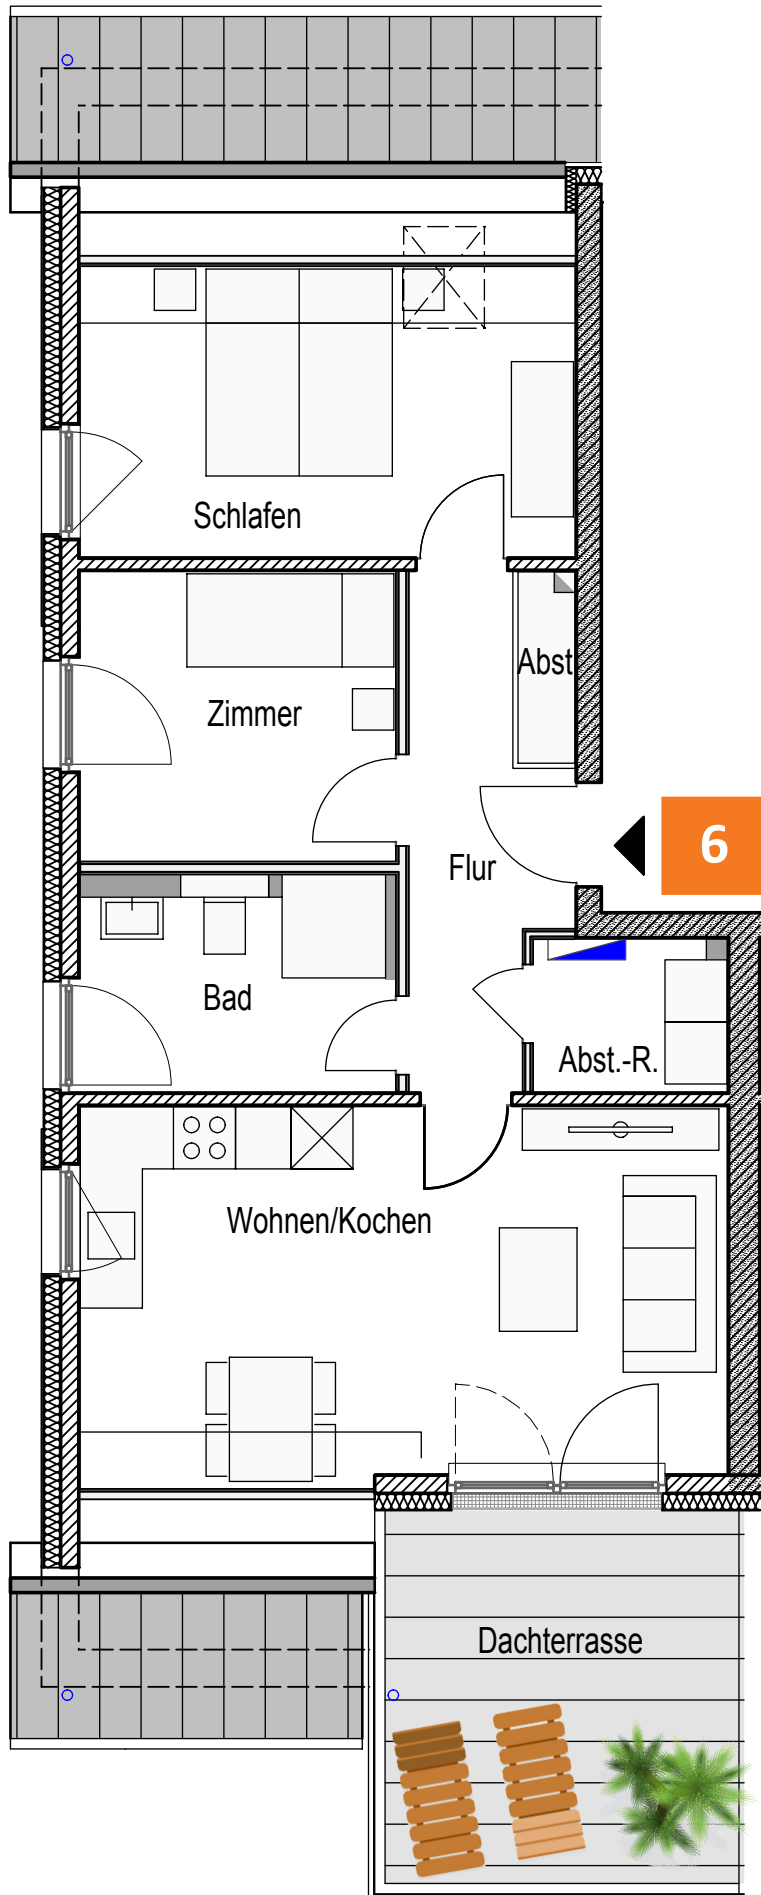 Schlafen
Abst
Zimmer
6
Flur
Bad
Abst.-R.
Wohnen/Kochen
Dachterrasse